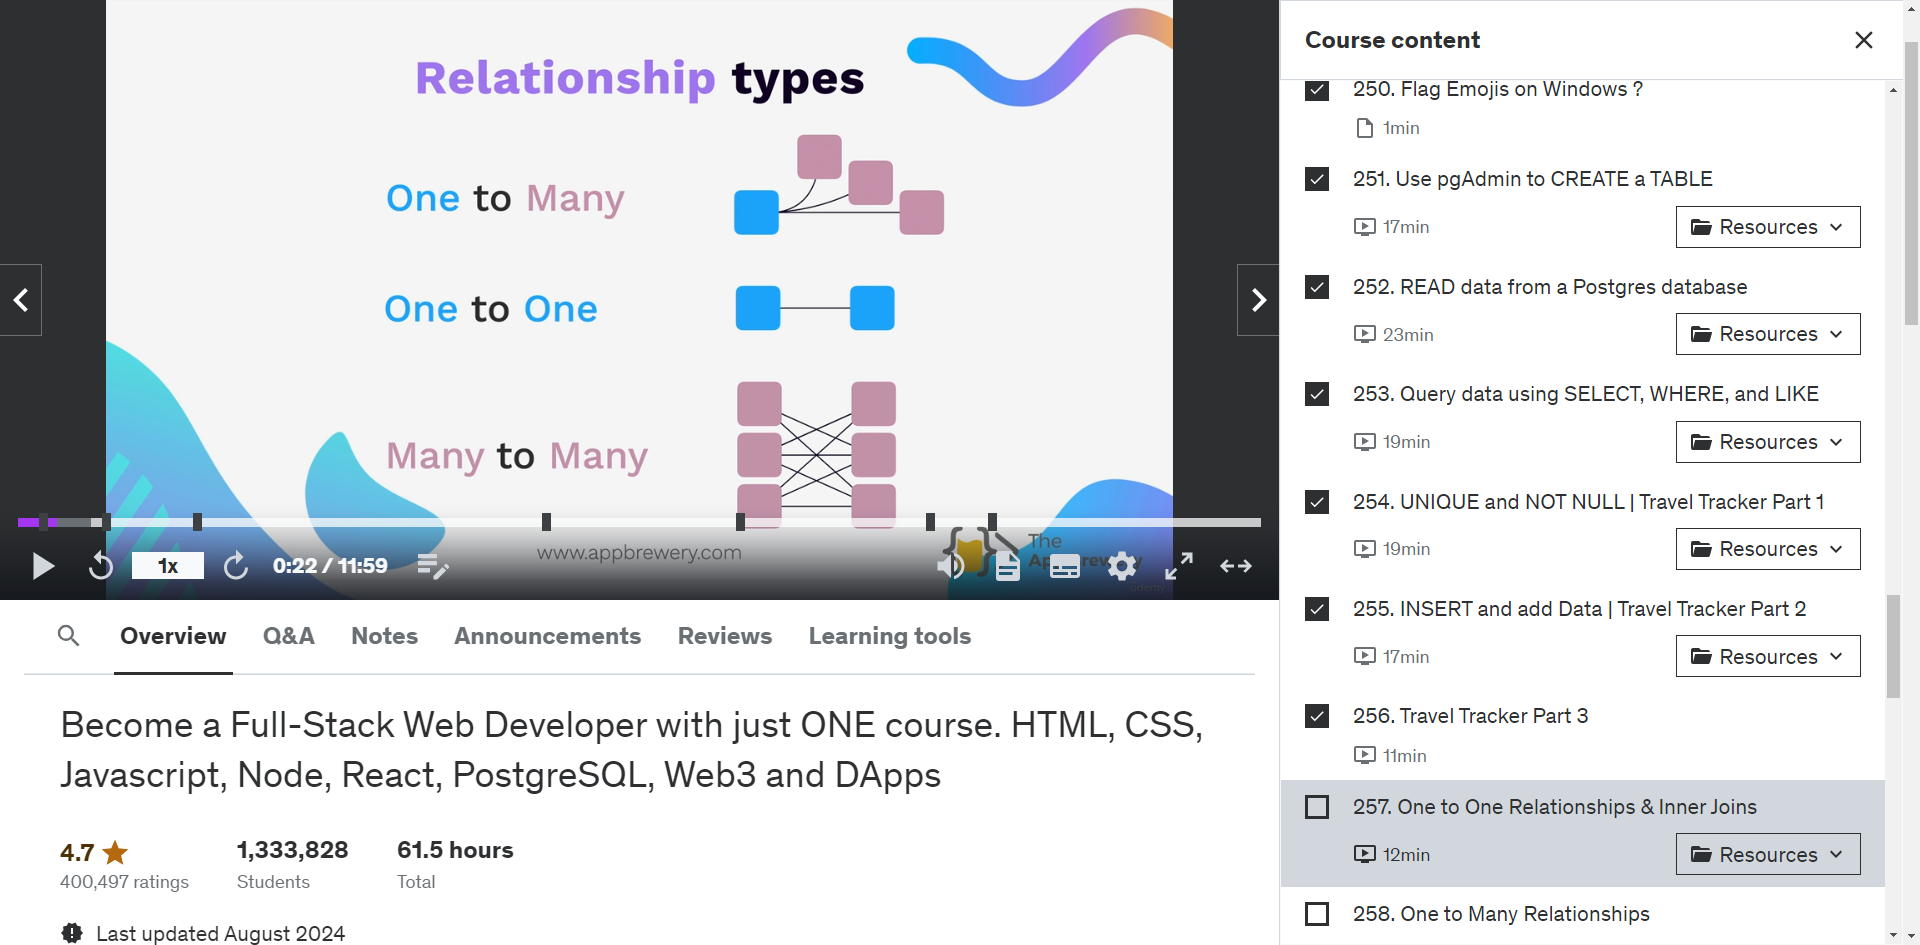 Relationship types
One to Many
One to One
Many to Many
www.appbrewery.com
The
1x
0:22 / 11:59
Overview
Q&A
Notes
Announcements
Reviews
Learning tools
Become a Full-Stack Web Developer with just ONE course. HTML, CSS,
Javascript, Node, React, PostgreSQL, Web3 and DApps
4.7
1,333,828
61.5 hours
400,497 ratings
Students
Total
Last updated August 2024
Course content
250. Flag Emojis on Windows ?
1min
251. Use pgAdmin to CREATE a TABLE
17min
Resources
252. READ data from a Postgres database
23min
Resources
253. Query data using SELECT, WHERE, and LIKE
19min
Resources
254. UNIQUE and NOT NULL | Travel Tracker Part 1
19min
Resources
255. INSERT and add Data | Travel Tracker Part 2
17min
Resources
256. Travel Tracker Part 3
11min
257. One to One Relationships & Inner Joins
12min
Resources
258. One to Many Relationships